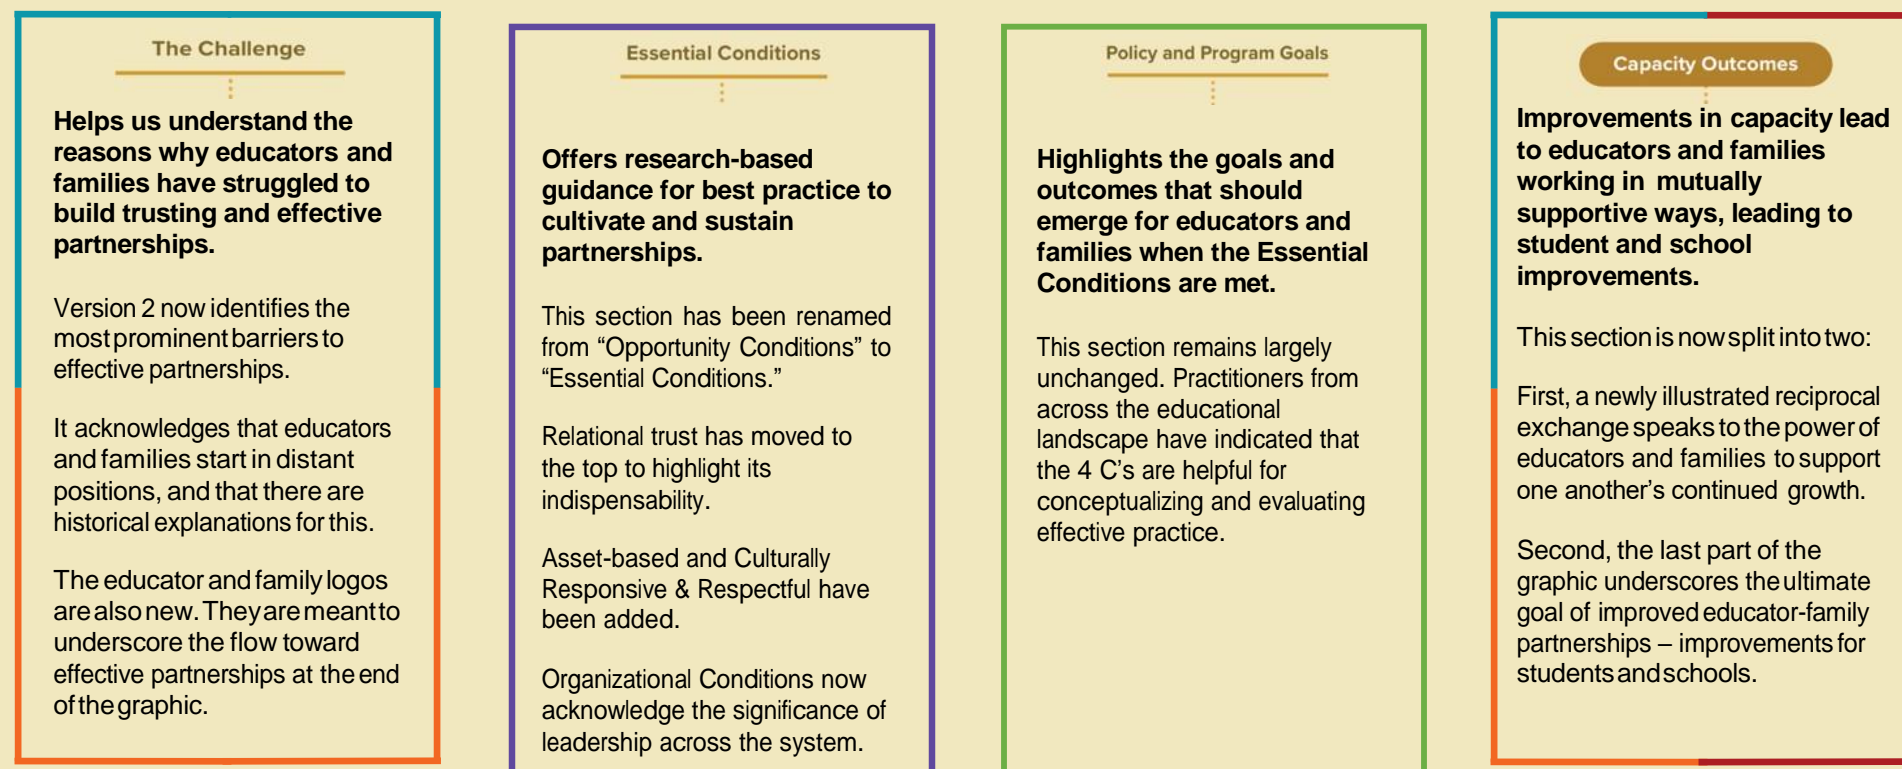 The Challenge
Helps us understand the
reasons why educators and
families have struggled to
build trusting and effective
partnerships.
Version 2 now identifies the
most prominent barriers to
effective partnerships.
It acknowledges that educators
and families start in distant
positions, and that there are
historical explanations for this.
The educator and family logos
are also new. They are meant to
underscore the flow toward
effective partnerships at the end
of the graphic.
Essential Conditions
Offers research-based
guidance for best practice to
cultivate and sustain
partnerships.
This section has been renamed
from “Opportunity Conditions” to
“Essential Conditions.”
Relational trust has moved to
the top to highlight its
indispensability.
Asset-based and Culturally
Responsive & Respectful have
been added.
Organizational Conditions now
acknowledge the significance of
leadership across the system.
Policy and Program Goals
Highlights the goals and
outcomes that should
emerge for educators and
families when the Essential
Conditions are met.
This section remains largely
unchanged. Practitioners from
across the educational
landscape have indicated that
the 4 C’s are helpful for
conceptualizing and evaluating
effective practice.
Capacity Outcomes
Improvements in capacity lead
to educators and families
working in mutually
supportive ways, leading to
student and school
improvements.
This section is now split into two:
First, a newly illustrated reciprocal
exchange speaks to the power of
educators and families to support
one another’s continued growth.
Second, the last part of the
graphic underscores the ultimate
goal of improved educator-family
partnerships – improvements for
students and schools.